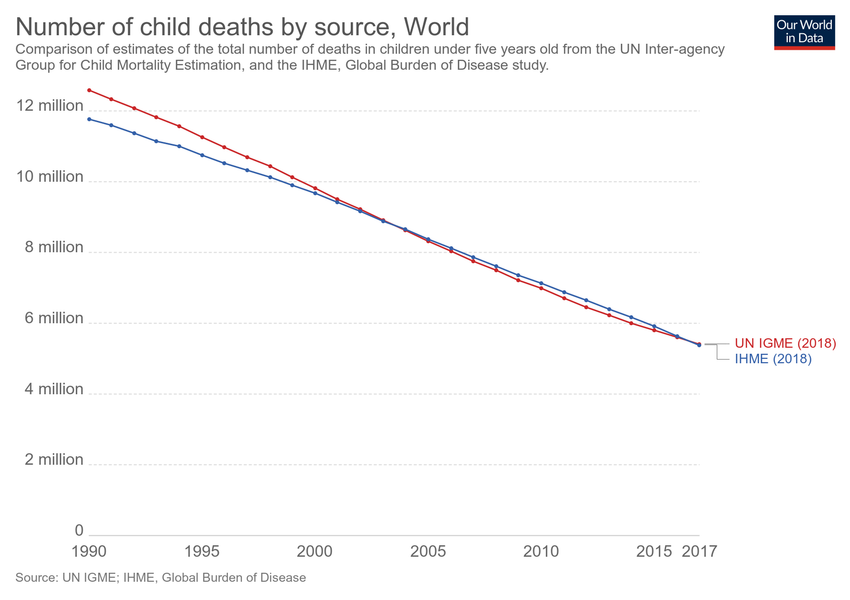 Number of child deaths by source, World
Our World
in Data
Comparison of estimates of the total number of deaths in children under five years old from the UN Inter-agency
Group for Child Mortality Estimation, and the IHME, Global Burden of Disease study.
12 million
10 million
8 million
6 million
UN IGME (2018)
IHME (2018)
4 million
2 million
0
1990 1995 2000 2005 2010 2015 2017
Source: UN IGME; IHME, Global Burden of Disease